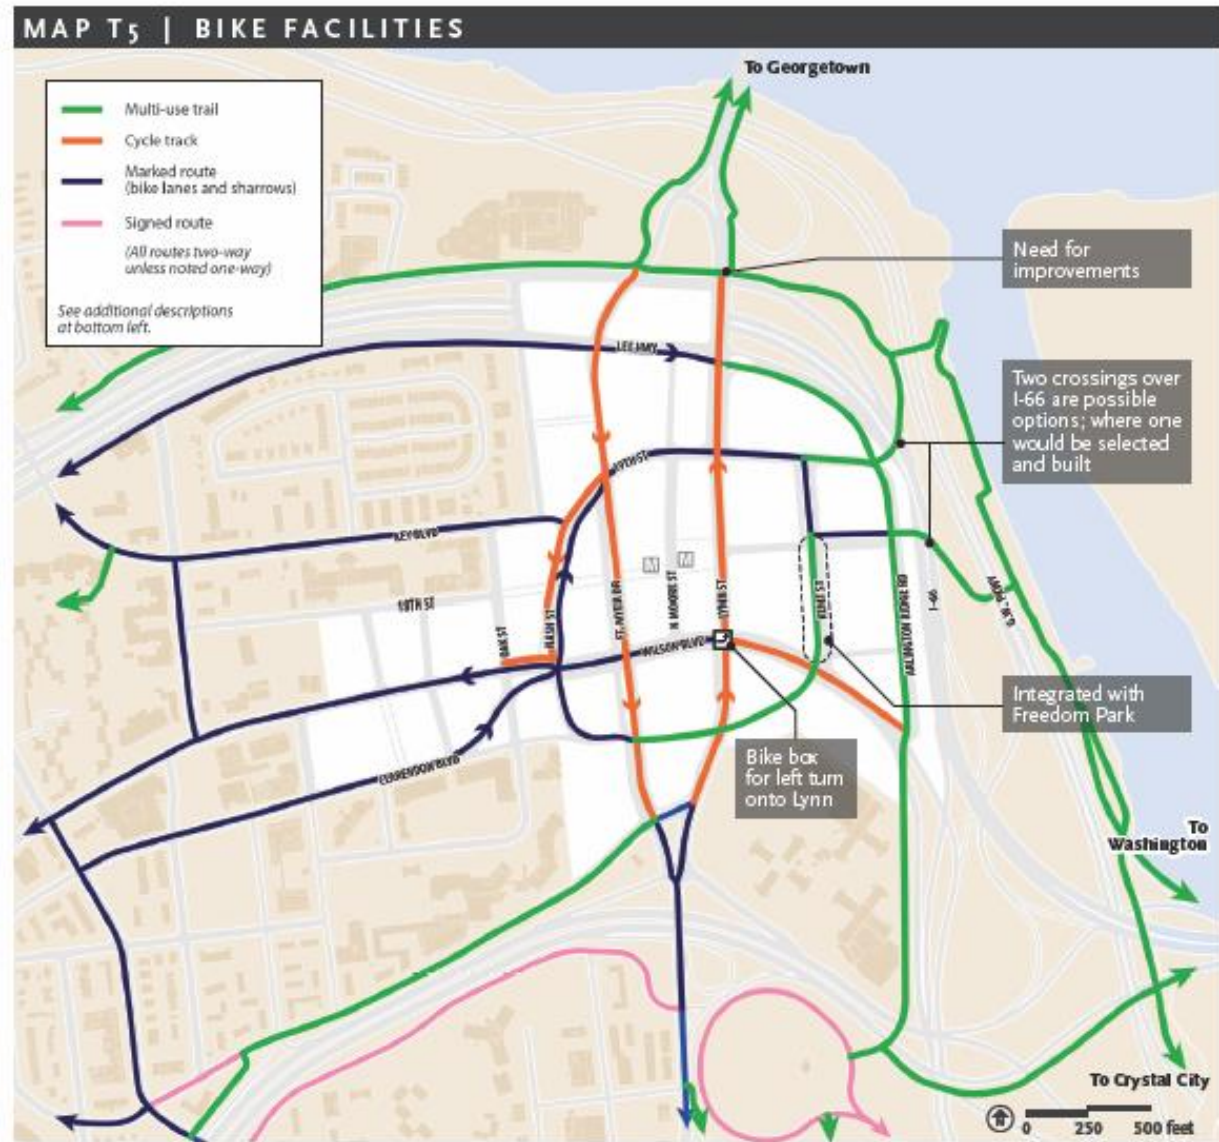 MAP T5 | BIKE FACILITIES
To Georgetown
Multi-use trail
Cycle track
Marked route
(bike lanes and sharrows)
Signed route
(All routes two-way
unless noted one-way)
See additional descriptions
at bottom left.
Need for
improvements
LEE HWY
Two crossings over
I-66 are possible
options; where one
would be selected
and built
19TH ST
KEY BLVD
M
M
18TH ST
OAK ST
NASH ST
FT. MYER DR
N MOORE ST
LYNN ST
KENT ST
ARLINGTON RIDGE RD
I-66
WILSON BLVD
Integrated with
Freedom Park
Bike box
for left turn
onto Lynn
CLARENDON BLVD
To
Washington
To Crystal City
0 250 500 feet